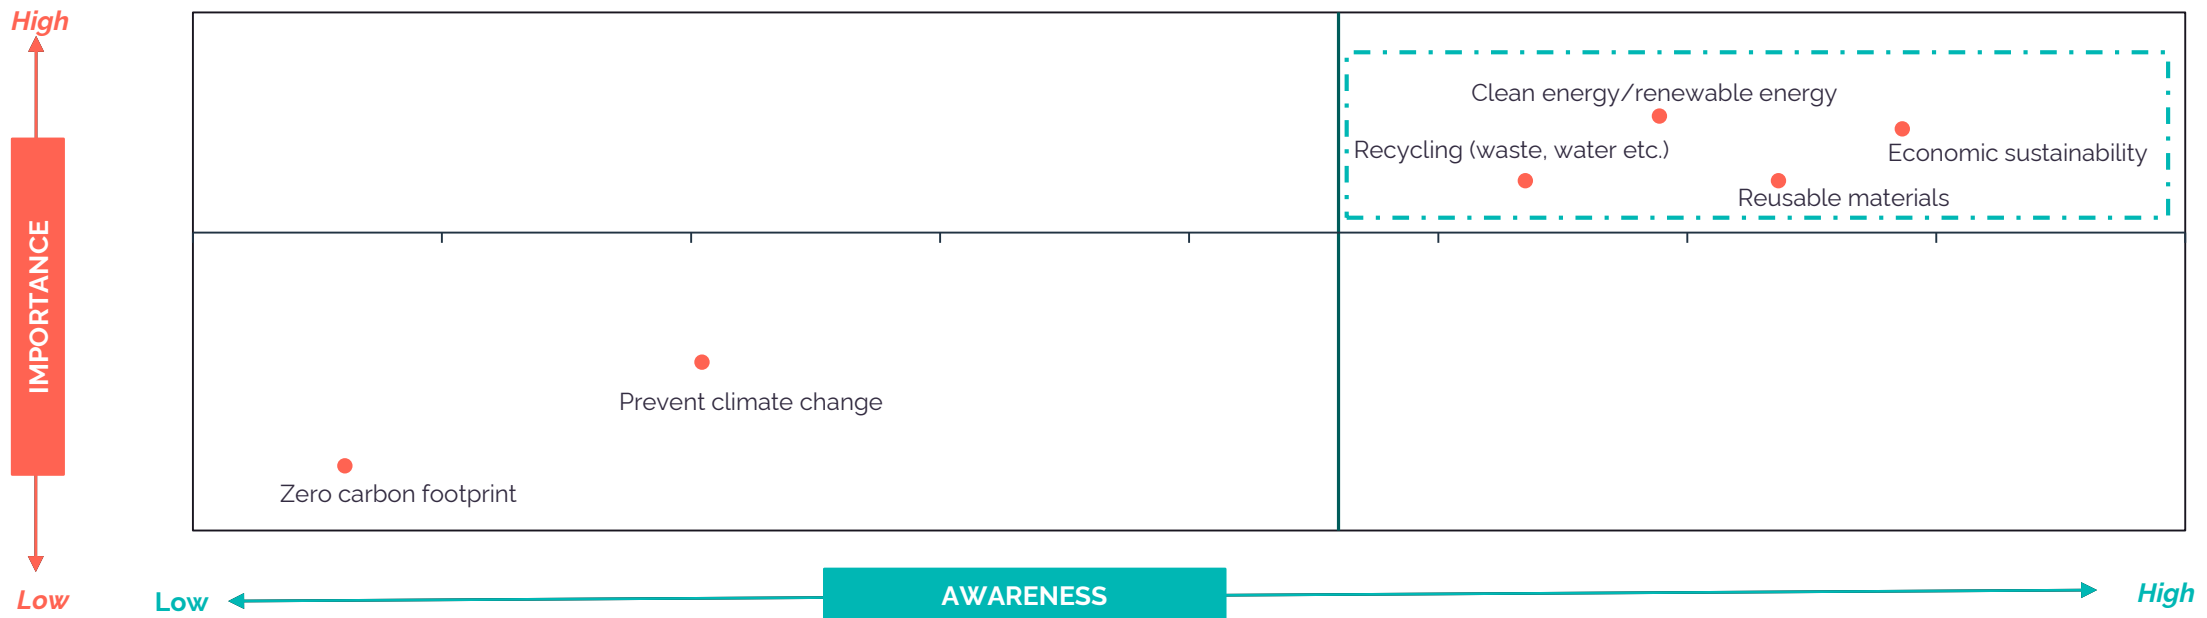 High
Clean energy/renewable energy
Recycling (waste, water etc.)
Economic sustainability
Reusable materials
IMPORTANCE
Prevent climate change
Zero carbon footprint
Low
Low
AWARENESS
High